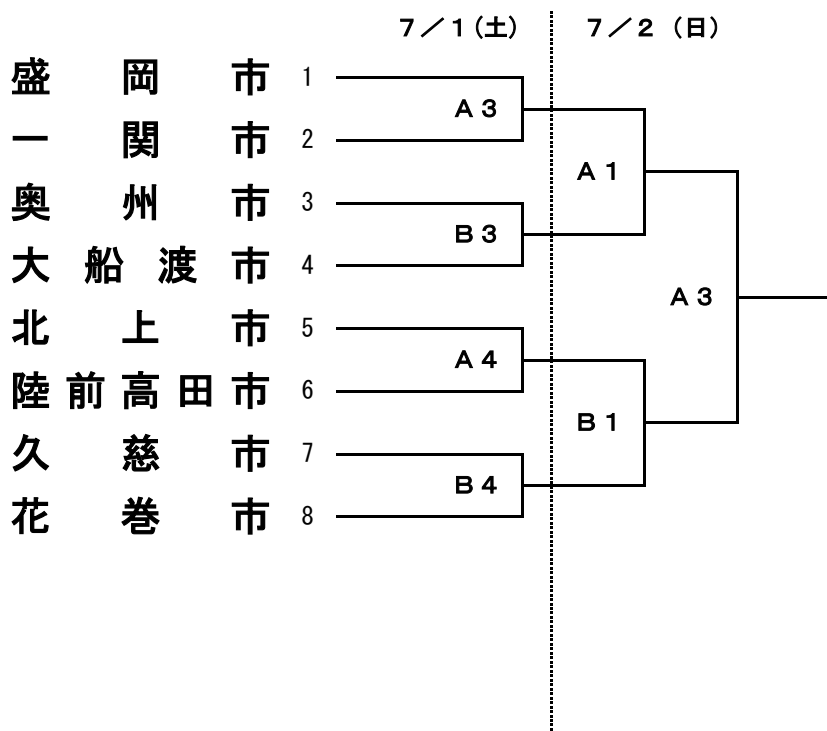 ７／１(土) ７／２（日）
盛岡市 1
Ａ３
一関市 2
Ａ１
奥州市 3
Ｂ３
大船渡市 4
Ａ３
北上市 5
Ａ４
陸前高田市 6
Ｂ１
久慈市 7
Ｂ４
花巻市 8